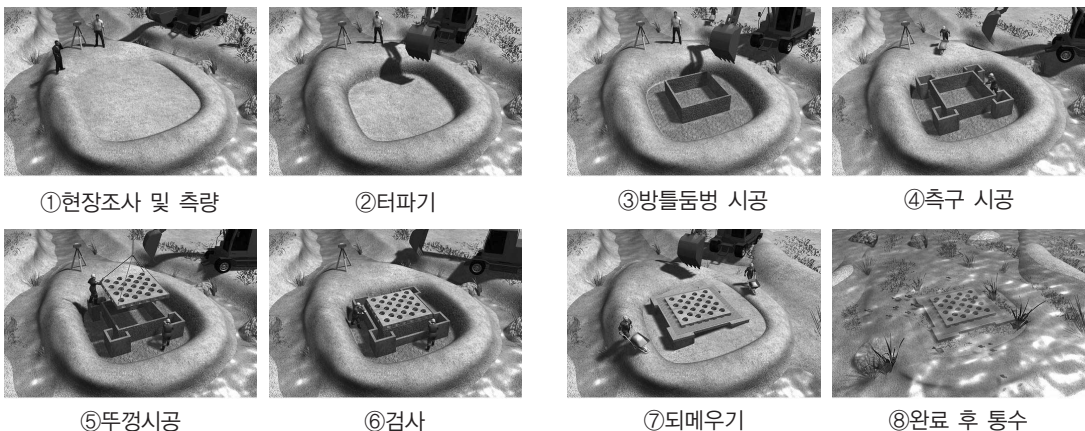 ①현장조사 및 측량
②터파기
③방틀둠벙 시공
④측구 시공
⑤뚜껑시공
⑥검사
⑦되메우기
⑧완료 후 통수